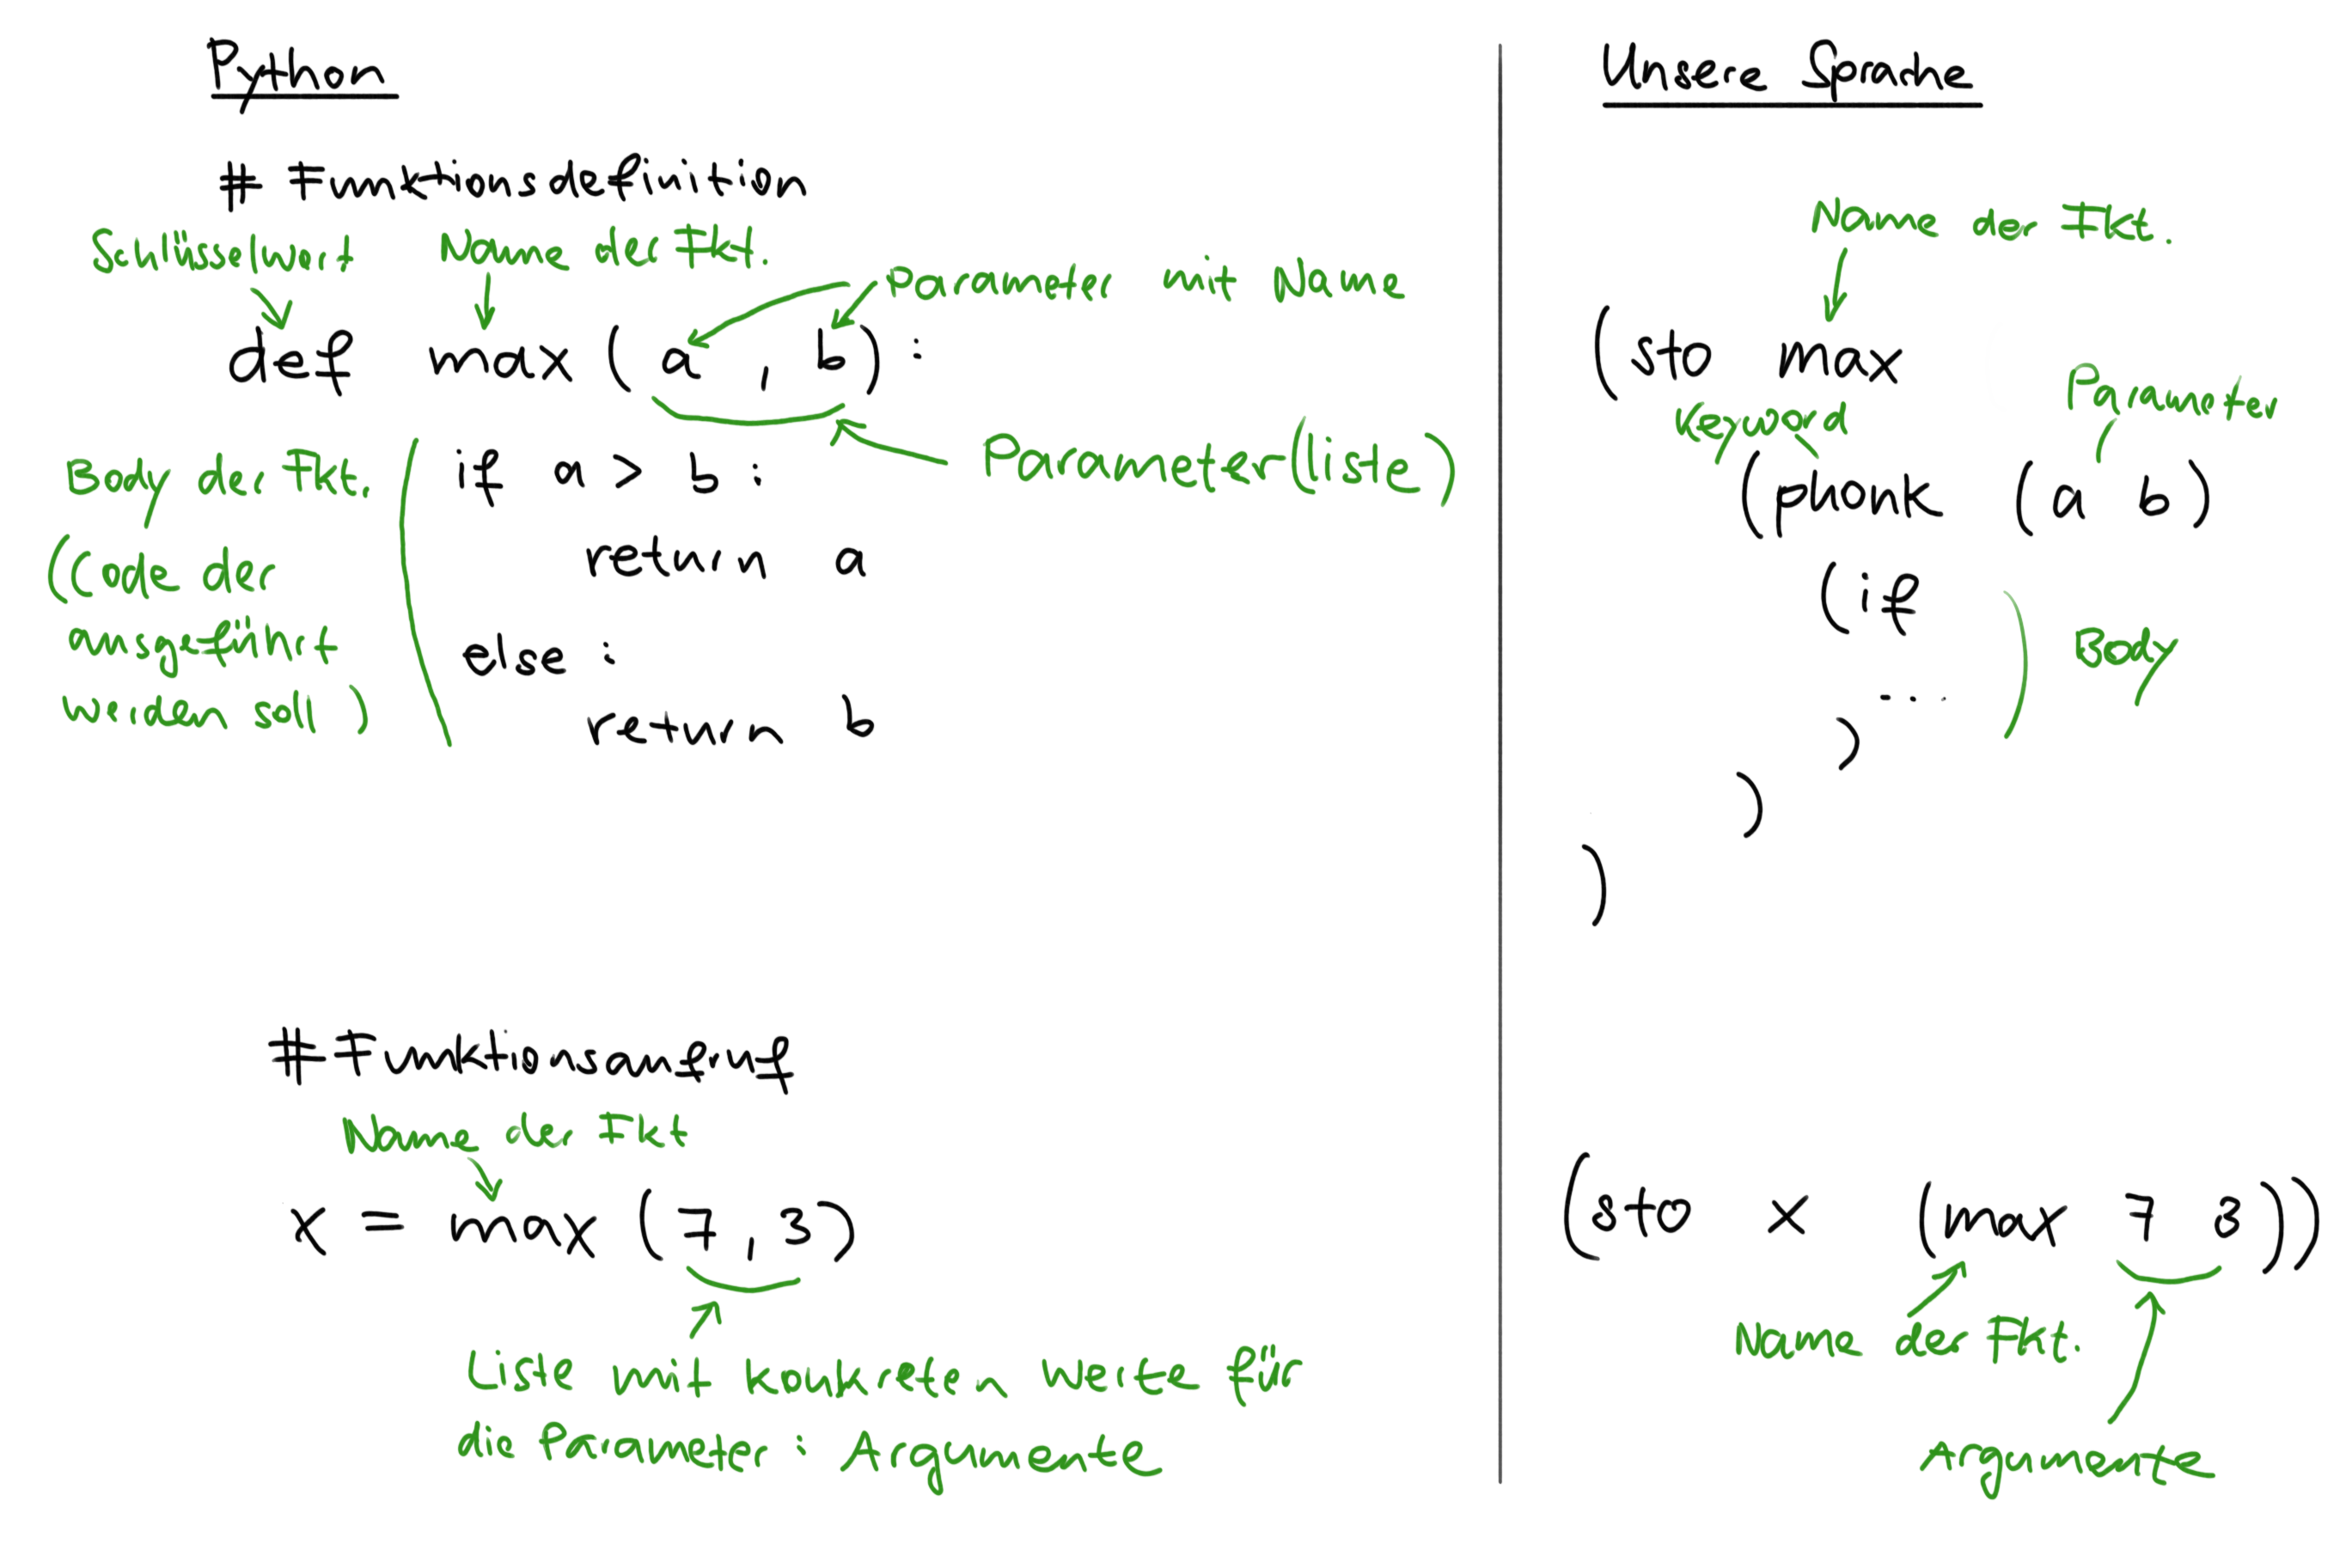 Python
# Funktionsdefinition
Schlüsselwort Name der Fkt.
Parameter mit Name
def max ( a , b ) :
Parameter(liste)
Body der Fkt.
(Code der
ausgeführt
werden soll)
if a > b :
return a
else :
return b
# Funktionsaufruf
Name der Fkt
x = max ( 7 , 3 )
Liste mit konkreten Werte für
die Parameter : Argumente
Unsere Sprache
Name der Fkt.
(sto max
Keyword
Parameter
(phonk (a b)
(if
...
Body
)
)
)
(sto x (max 7 3))
Name der Fkt.
Argumente